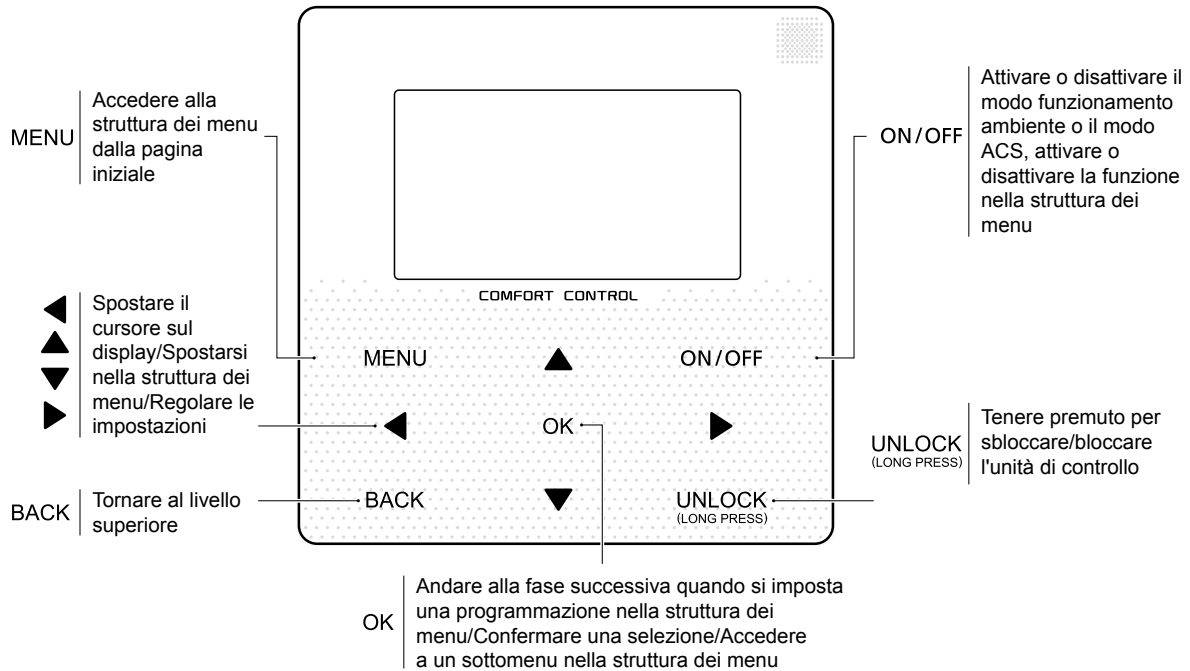 MENU
Accedere alla
struttura dei menu
dalla pagina
iniziale
ON/OFF
Attivare o disattivare il
modo funzionamento
ambiente o il modo
ACS, attivare o
disattivare la funzione
nella struttura dei
menu
COMFORT CONTROL
Spostare il
cursore sul
display/Spostarsi
nella struttura dei
menu/Regolare le
impostazioni
MENU
ON/OFF
OK
BACK
UNLOCK
(LONG PRESS)
UNLOCK
(LONG PRESS)
Tenere premuto per
sbloccare/bloccare
l'unità di controllo
BACK
Tornare al livello
superiore
OK
Andare alla fase successiva quando si imposta
una programmazione nella struttura dei
menu/Confermare una selezione/Accedere
a un sottomenu nella struttura dei menu